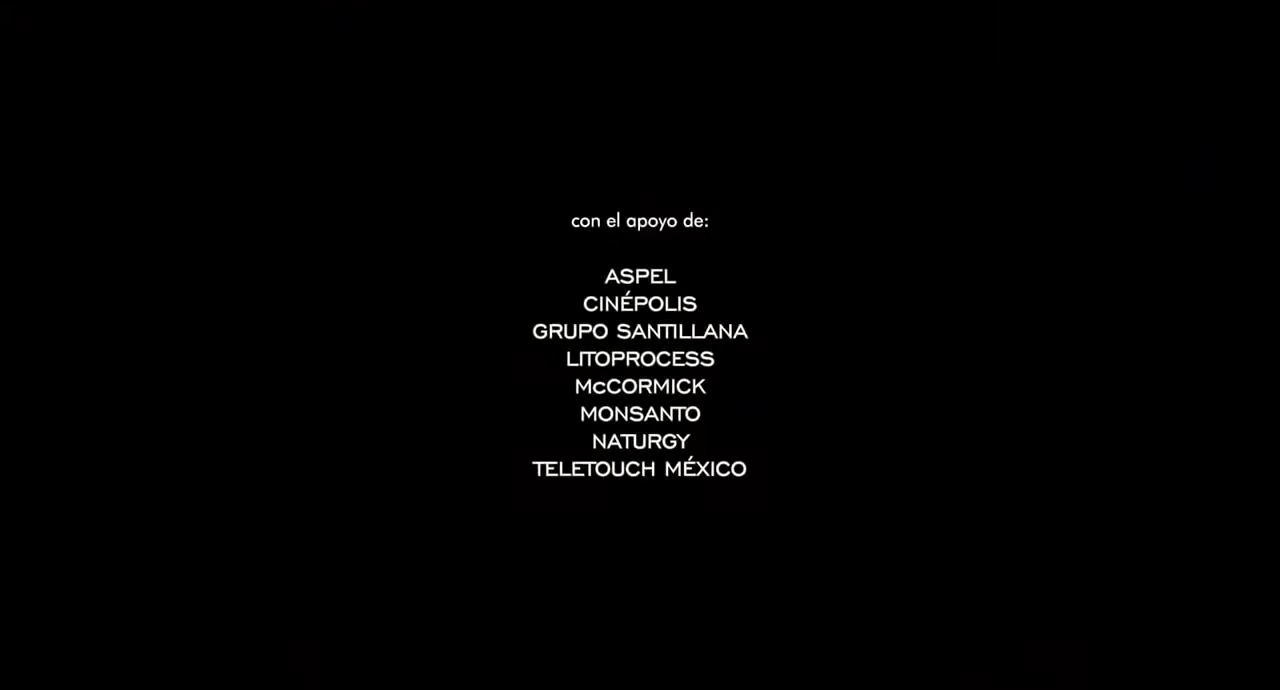 con el apoyo de:
ASPEL
CINÉPOLIS
GRUPO SANTILLANA
LITOPROCESS
McCORMICK
MONSANTO
NATURGY
TELETOUCH MÉXICO